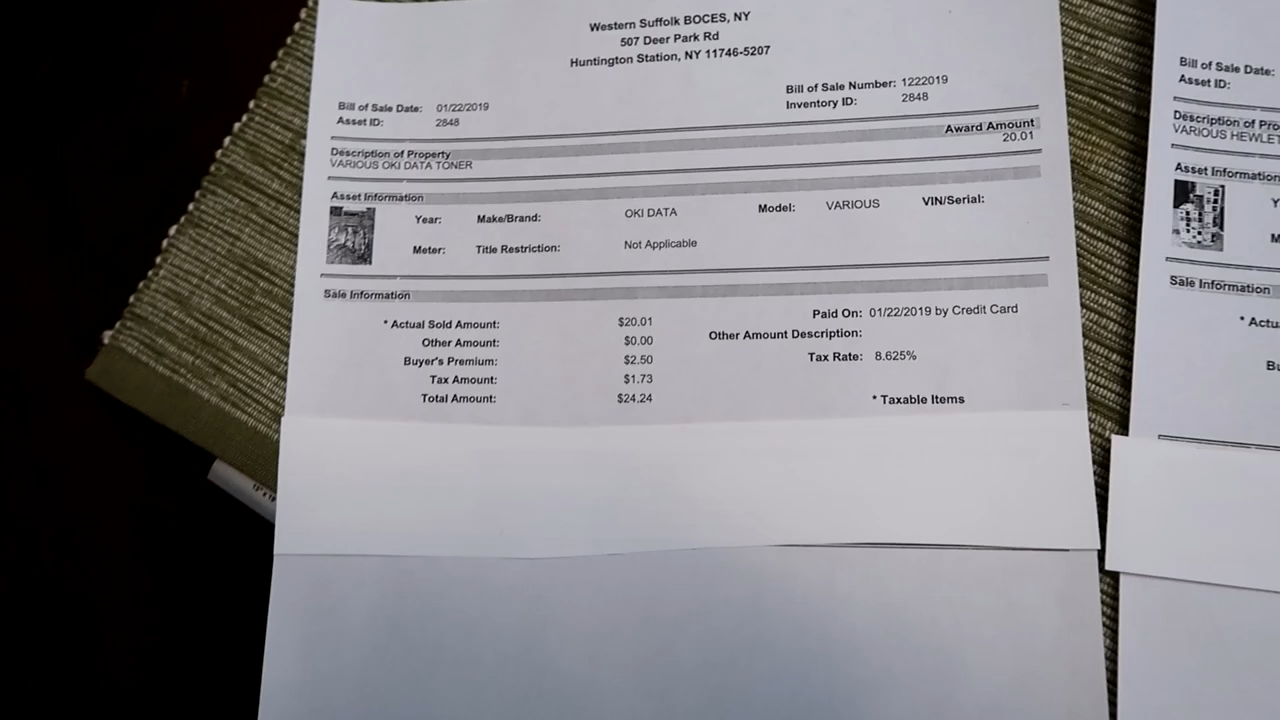 Western Suffolk BOCES, NY
507 Deer Park Rd
Huntington Station, NY 11746-5207
Bill of Sale Date: 01/22/2019
Bill of Sale Number: 1222019
Asset ID: 2848
Inventory ID: 2848
Award Amount
20.01
Description of Property
VARIOUS OKI DATA TONER
Asset Information
Year: Make/Brand: OKI DATA Model: VARIOUS VIN/Serial:
Meter: Title Restriction: Not Applicable
Sale Information
* Actual Sold Amount: $20.01
Other Amount: $0.00
Buyer's Premium: $2.50
Tax Amount: $1.73
Total Amount: $24.24
Paid On: 01/22/2019 by Credit Card
Other Amount Description:
Tax Rate: 8.625%
* Taxable Items
Bill of Sale Date:
Asset ID:
Description of Pro
VARIOUS HEWLE
Asset Information
Y
M
Sale Information
* Actu
Bu